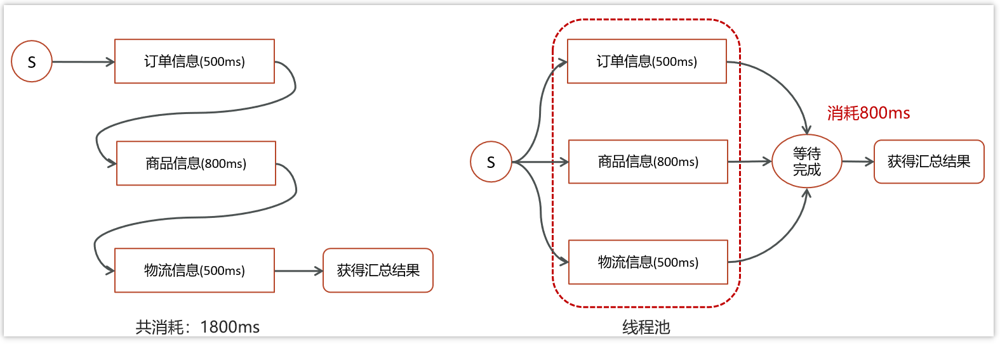 S
订单信息(500ms)
商品信息(800ms)
物流信息(500ms)
获得汇总结果
共消耗：1800ms
S
订单信息(500ms)
商品信息(800ms)
物流信息(500ms)
消耗800ms
等待
完成
获得汇总结果
线程池